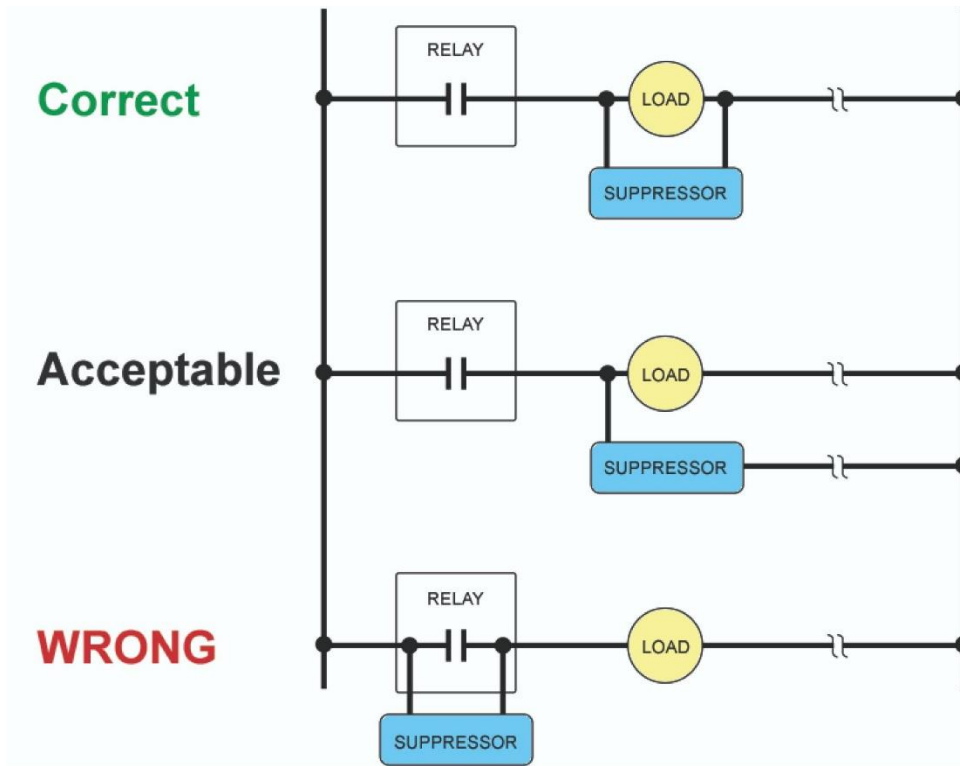 RELAY
Correct
LOAD
SUPPRESSOR
RELAY
Acceptable
LOAD
SUPPRESSOR
RELAY
WRONG
LOAD
SUPPRESSOR